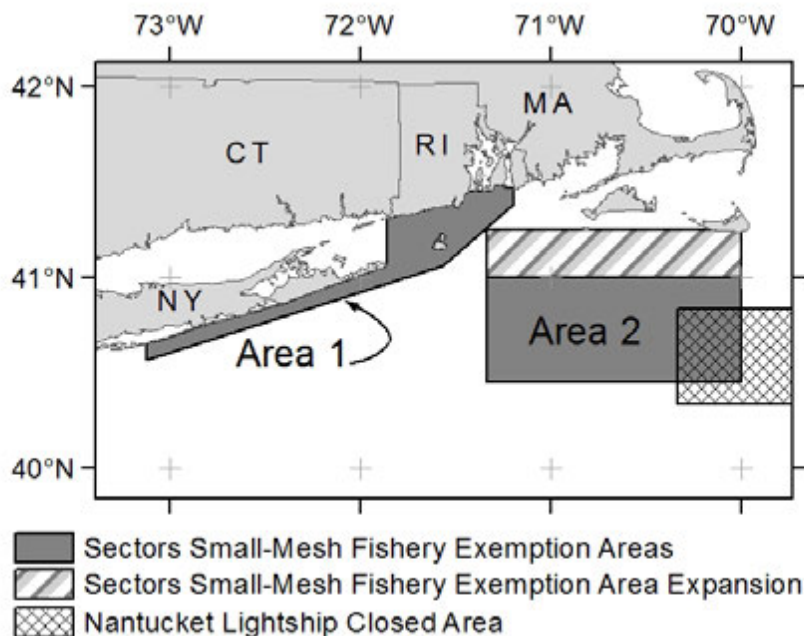 73°W 72°W 71°W 70°W
42°N
MA
RI
CT
41°N
NY
Area 2
Area 1
40°N
Sectors Small-Mesh Fishery Exemption Areas
Sectors Small-Mesh Fishery Exemption Area Expansion
Nantucket Lightship Closed Area